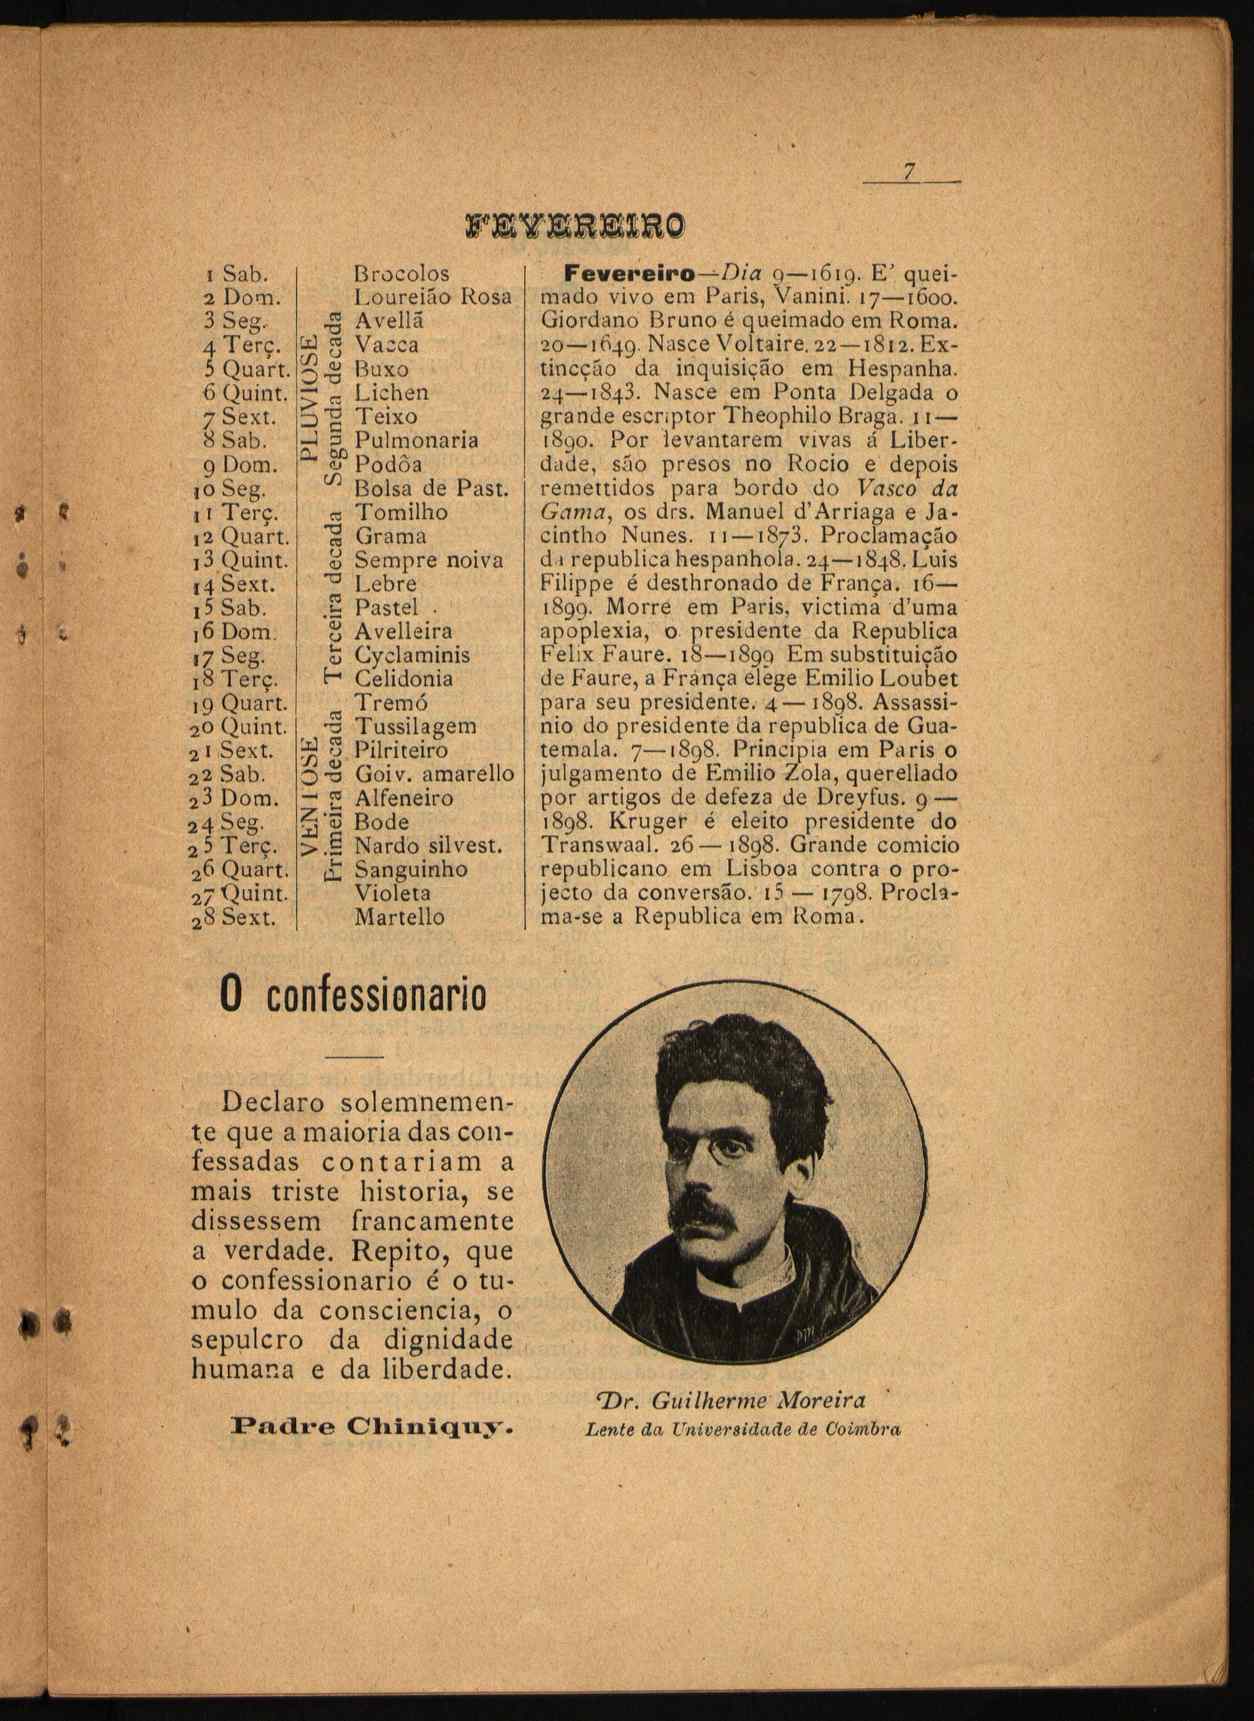 7
FEVEREIRO
1 Sab.
2 Dom.
3 Seg.
4 Terç.
5 Quart.
6 Quint.
7 Sext.
8 Sab.
9 Dom.
10 Seg.
11 Terç.
12 Quart.
13 Quint.
14 Sext.
15 Sab.
16 Dom.
17 Seg.
18 Terç.
19 Quart.
20 Quint.
21 Sext.
22 Sab.
23 Dom.
24 Seg.
25 Terç.
26 Quart.
27 Quint.
28 Sext.
PLUVIOSE
Segunda decada
Terceira decada
VENTOSE
Primeira decada
Brocolos
Loureião Rosa
Avellã
Vacca
Buxo
Lichen
Teixo
Pulmonaria
Podôa
Bolsa de Past.
Tomilho
Grama
Sempre noiva
Lebre
Pastel .
Avelleira
Cyclaminis
Celidonia
Tremó
Tussilagem
Pilriteiro
Goiv. amarello
Alfeneiro
Bode
Nardo silvest.
Sanguinho
Violeta
Martello
Fevereiro—Dia 9—1619. E' quei-
mado vivo em Paris, Vanini. 17—1600.
Giordano Bruno é queimado em Roma.
20—1649. Nasce Voltaire. 22—1812. Ex-
tincção da inquisição em Hespanha.
24—1843. Nasce em Ponta Delgada o
grande escriptor Theophilo Braga. 11—
1890. Por levantarem vivas á Liber-
dade, são presos no Rocio e depois
remettidos para bordo do Vasco da
Gama, os drs. Manuel d'Arriaga e Ja-
cintho Nunes. 11—1873. Proclamação
da republica hespanhola. 24—1848. Luis
Filippe é desthronado de França. 16—
1899. Morre em Paris, victima d'uma
apoplexia, o presidente da Republica
Felix Faure. 18—1899 Em substituição
de Faure, a França elege Emilio Loubet
para seu presidente. 4—1898. Assassi-
nio do presidente da republica de Gua-
temala. 7—1898. Principia em Paris o
julgamento de Emilio Zola, querellado
por artigos de defeza de Dreyfus. 9—
1898. Kruger é eleito presidente do
Transwaal. 26—1898. Grande comicio
republicano em Lisboa contra o pro-
jecto da conversão. 15—1798. Procla-
ma-se a Republica em Roma.
O confessionario
Declaro solemnemen-
te que a maioria das con-
fessadas contariam a
mais triste historia, se
dissessem francamente
a verdade. Repito, que
o confessionario é o tu-
mulo da consciencia, o
sepulcro da dignidade
humana e da liberdade.
Padre Chiniquy.
Dr. Guilherme Moreira
Lente da Universidade de Coimbra